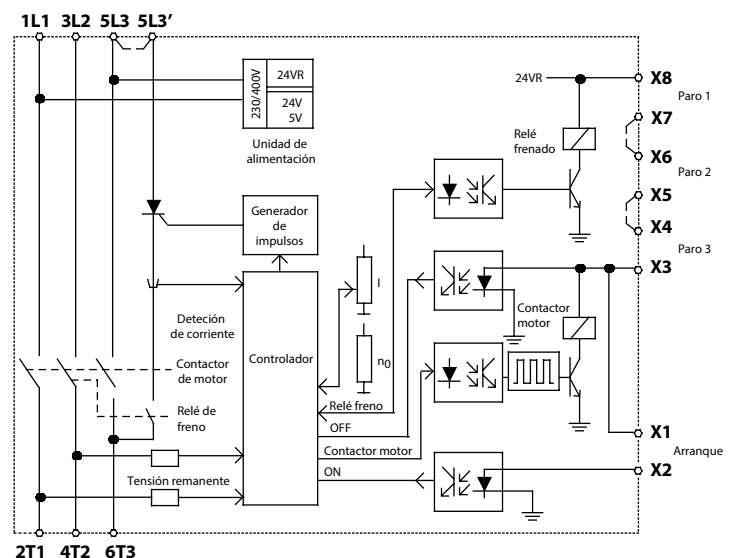 1L1 3L2 5L3 5L3′
230/400V
24VR
24V
5V
Unidad de
alimentación
24VR
X8
Paro 1
X7
Relé
frenado
X6
Paro 2
X5
X4
Paro 3
X3
Generador
de
impulsos
I
Deteción
de corriente
Controlador
n0
Contactor
motor
Contactor
de motor
Relé de
freno
Relé freno
OFF
Contactor motor
ON
X1
Arranque
X2
Tensión remanente
2T1 4T2 6T3